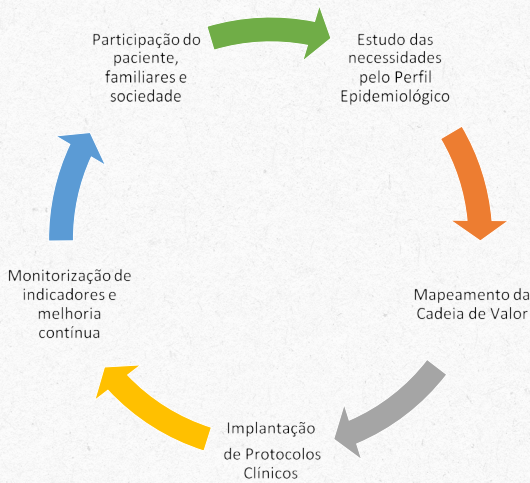 Participação do
paciente,
familiares e
sociedade
Estudo das
necessidades
pelo Perfil
Epidemiológico
Mapeamento da
Cadeia de Valor
Implantação
de Protocolos
Clínicos
Monitorização de
indicadores e
melhoria
contínua